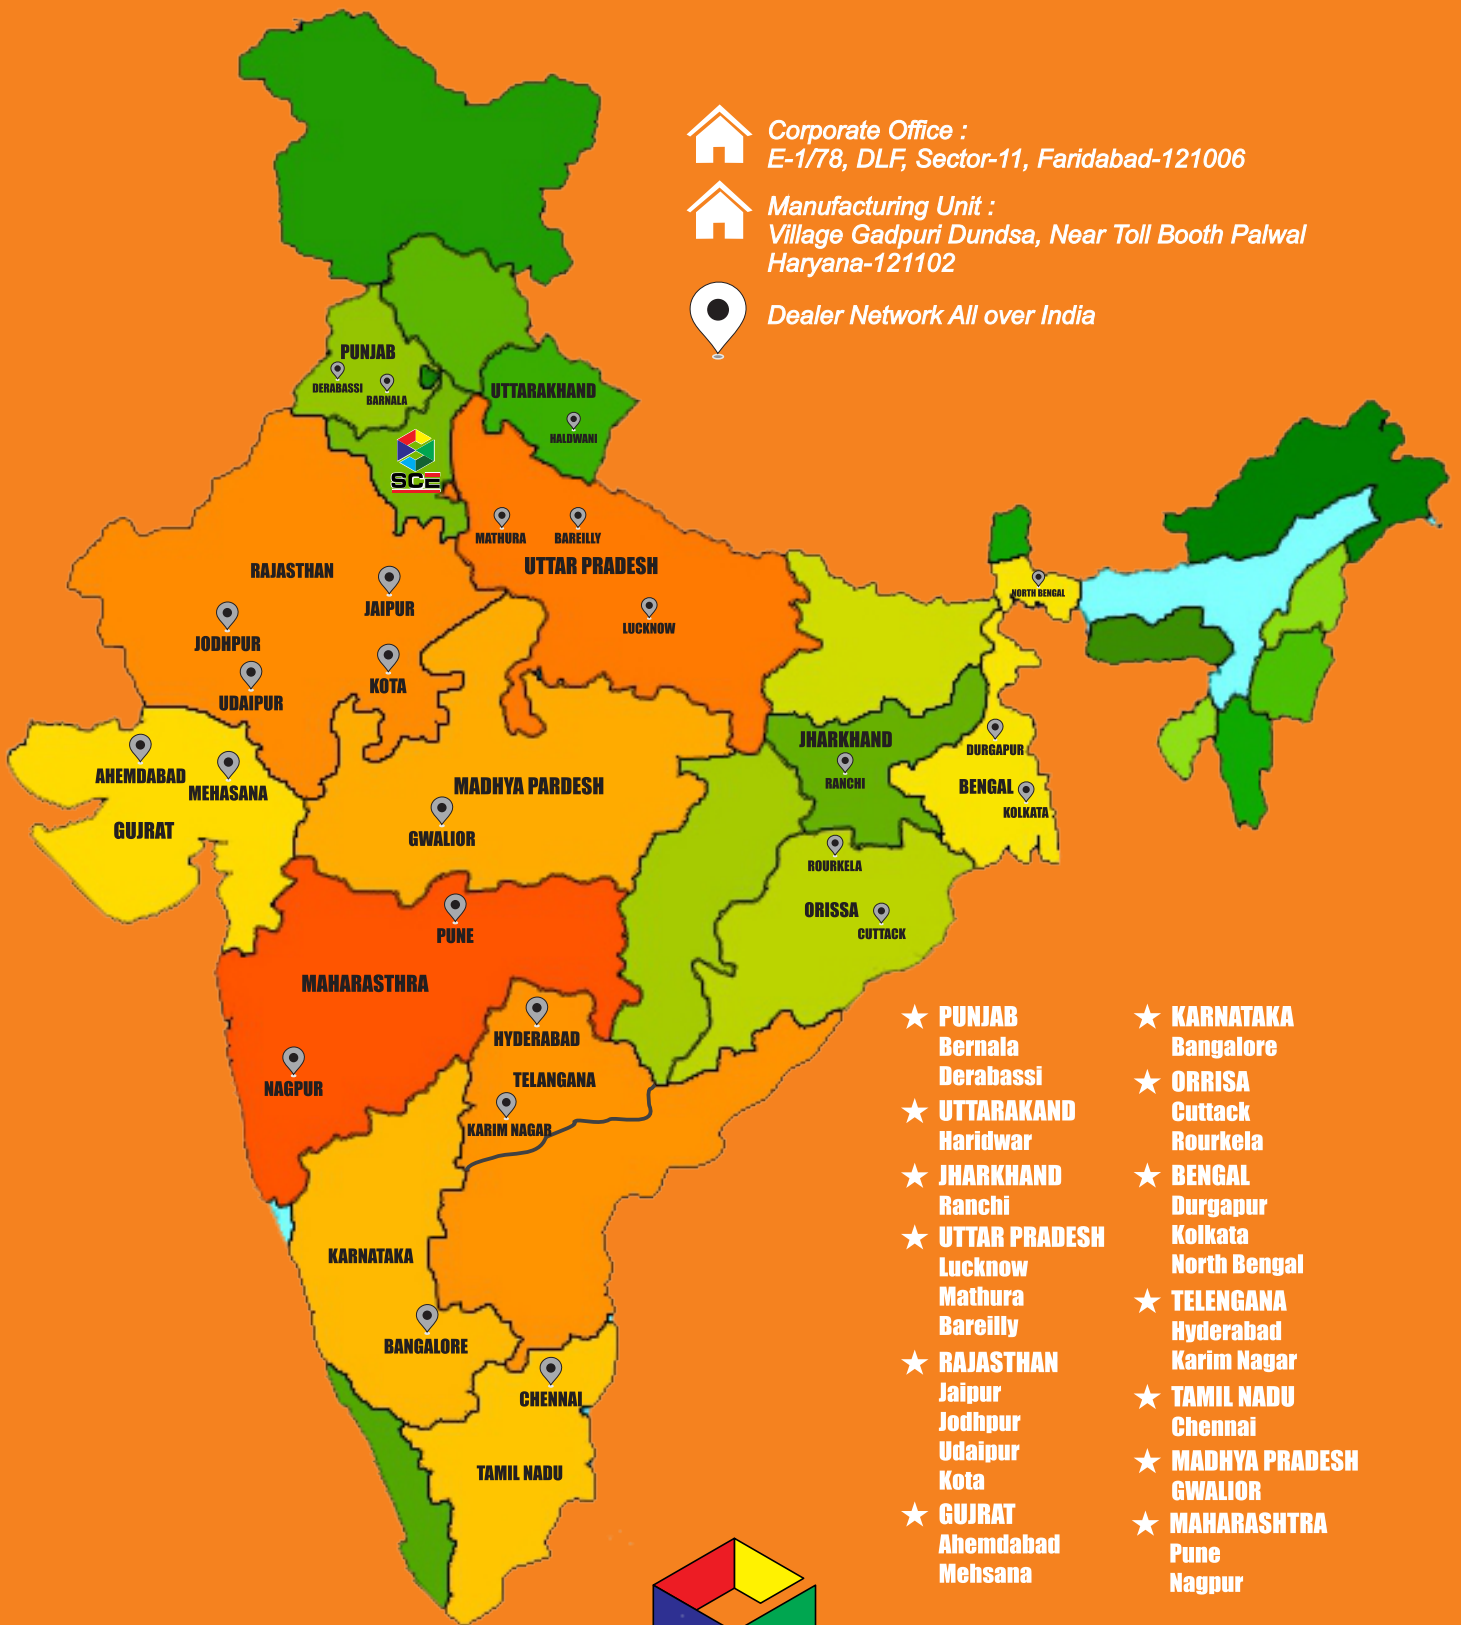 Corporate Office :
E-1/78, DLF, Sector-11, Faridabad-121006
Manufacturing Unit :
Village Gadpuri Dundsa, Near Toll Booth Palwal
Haryana-121102
Dealer Network All over India
PUNJAB
DERABASSI
BARNALA
UTTARAKHAND
HALDWANI
SCE
MATHURA
BAREILLY
UTTAR PRADESH
LUCKNOW
RAJASTHAN
JAIPUR
JODHPUR
KOTA
UDAIPUR
NORTH BENGAL
AHEMDABAD
MEHASANA
GUJRAT
MADHYA PARDESH
GWALIOR
JHARKHAND
RANCHI
DURGAPUR
BENGAL
KOLKATA
ROURKELA
ORISSA
CUTTACK
PUNE
MAHARASTHRA
NAGPUR
HYDERABAD
TELANGANA
KARIM NAGAR
KARNATAKA
BANGALORE
CHENNAI
TAMIL NADU
PUNJAB
Bernala
Derabassi
UTTARAKAND
Haridwar
JHARKHAND
Ranchi
UTTAR PRADESH
Lucknow
Mathura
Bareilly
RAJASTHAN
Jaipur
Jodhpur
Udaipur
Kota
GUJRAT
Ahemdabad
Mehsana
KARNATAKA
Bangalore
ORRISA
Cuttack
Rourkela
BENGAL
Durgapur
Kolkata
North Bengal
TELENGANA
Hyderabad
Karim Nagar
TAMIL NADU
Chennai
MADHYA PRADESH
GWALIOR
MAHARASHTRA
Pune
Nagpur